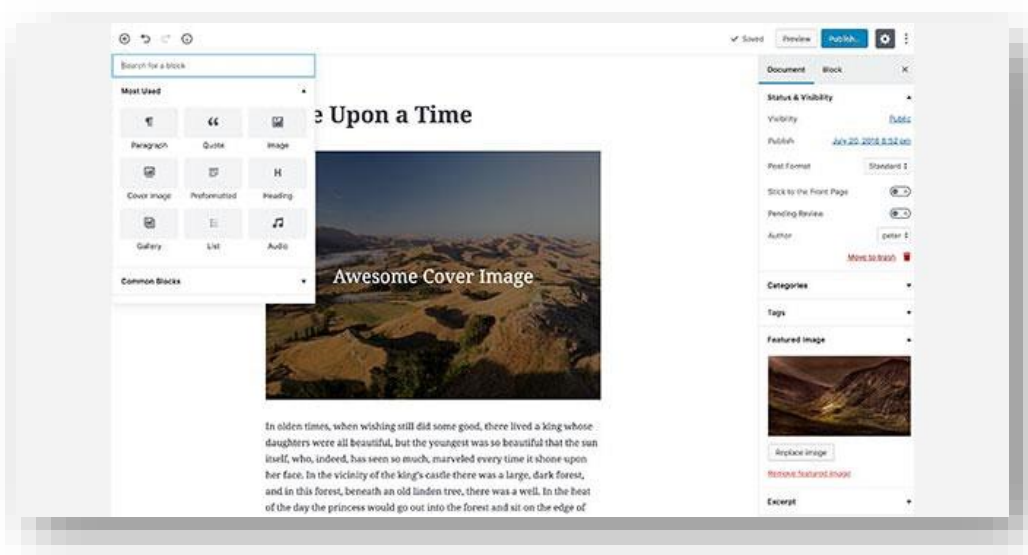 Saved
Preview
Publish...
Search for a block
Most Used
Paragraph
Quote
Image
Cover image
Preformatted
Heading
Gallery
List
Audio
Common Blocks
e Upon a Time
Awesome Cover Image
In olden times, when wishing still did some good, there lived a king whose
daughters were all beautiful, but the youngest was so beautiful that the sun
itself, who, indeed, has seen so much, marveled every time it shone upon
her face. In the vicinity of the king's castle there was a large, dark forest,
and in this forest, beneath an old linden tree, there was a well. In the heat
of the day the princess would go out into the forest and sit on the edge of
Document Block
Status & Visibility
Visibility Public
Publish July 20, 2018 8:52 pm
Post Format Standard
Stick to the Front Page
Pending Review
Author peter
Move to trash
Categories
Tags
Featured Image
Replace image
Remove featured image
Excerpt